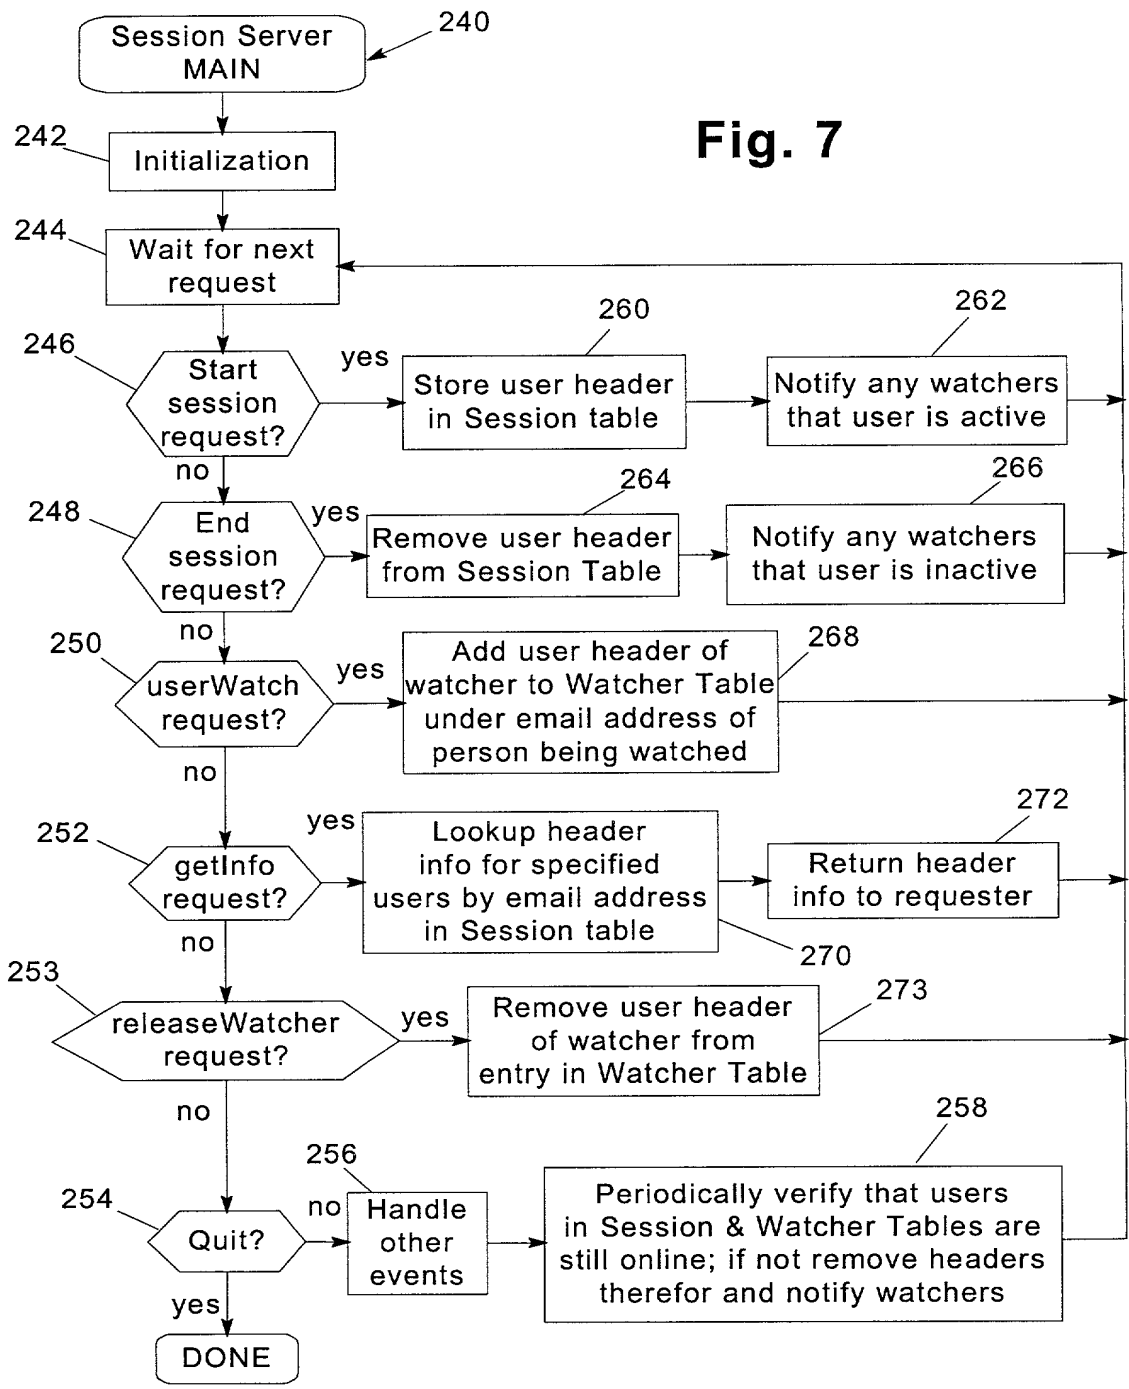 Session Server
MAIN
240
Fig. 7
242
Initialization
244
Wait for next
request
246
Start
session
request?
yes
260
Store user header
in Session table
262
Notify any watchers
that user is active
no
248
End
session
request?
yes
264
Remove user header
from Session Table
266
Notify any watchers
that user is inactive
no
250
userWatch
request?
yes
268
Add user header of
watcher to Watcher Table
under email address of
person being watched
no
252
getInfo
request?
yes
Lookup header
info for specified
users by email address
in Session table
270
272
Return header
info to requester
no
253
releaseWatcher
request?
yes
273
Remove user header
of watcher from
entry in Watcher Table
no
254
Quit?
no
256
Handle
other
events
258
Periodically verify that users
in Session & Watcher Tables are
still online; if not remove headers
therefor and notify watchers
yes
DONE